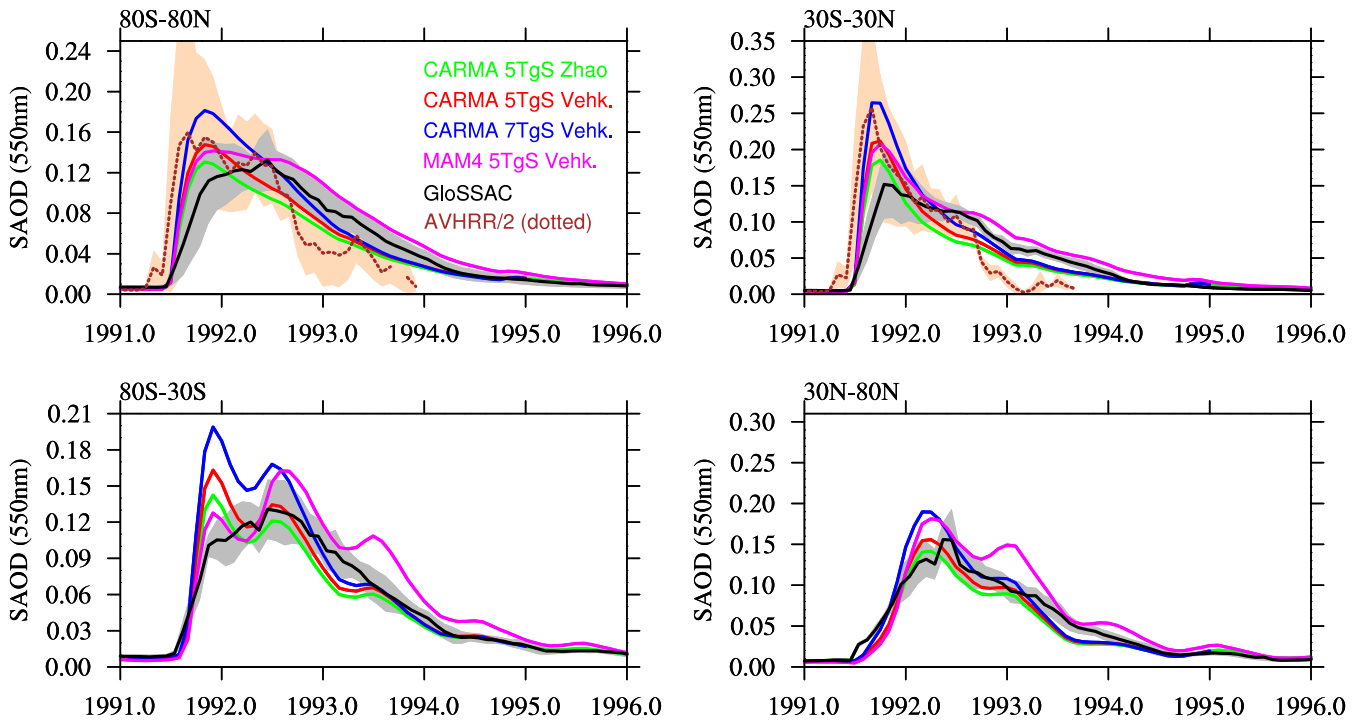 80S-80N
0.24
0.20
0.16
0.12
0.08
0.04
0.00
SAOD (550nm)
CARMA 5TgS Zhao
CARMA 5TgS Vehk.
CARMA 7TgS Vehk.
MAM4 5TgS Vehk.
GloSSAC
AVHRR/2 (dotted)
1991.0 1992.0 1993.0 1994.0 1995.0 1996.0
30S-30N
0.35
0.30
0.25
0.20
0.15
0.10
0.05
0.00
SAOD (550nm)
1991.0 1992.0 1993.0 1994.0 1995.0 1996.0
80S-30S
0.21
0.18
0.15
0.12
0.09
0.06
0.03
0.00
SAOD (550nm)
1991.0 1992.0 1993.0 1994.0 1995.0 1996.0
30N-80N
0.30
0.25
0.20
0.15
0.10
0.05
0.00
SAOD (550nm)
1991.0 1992.0 1993.0 1994.0 1995.0 1996.0